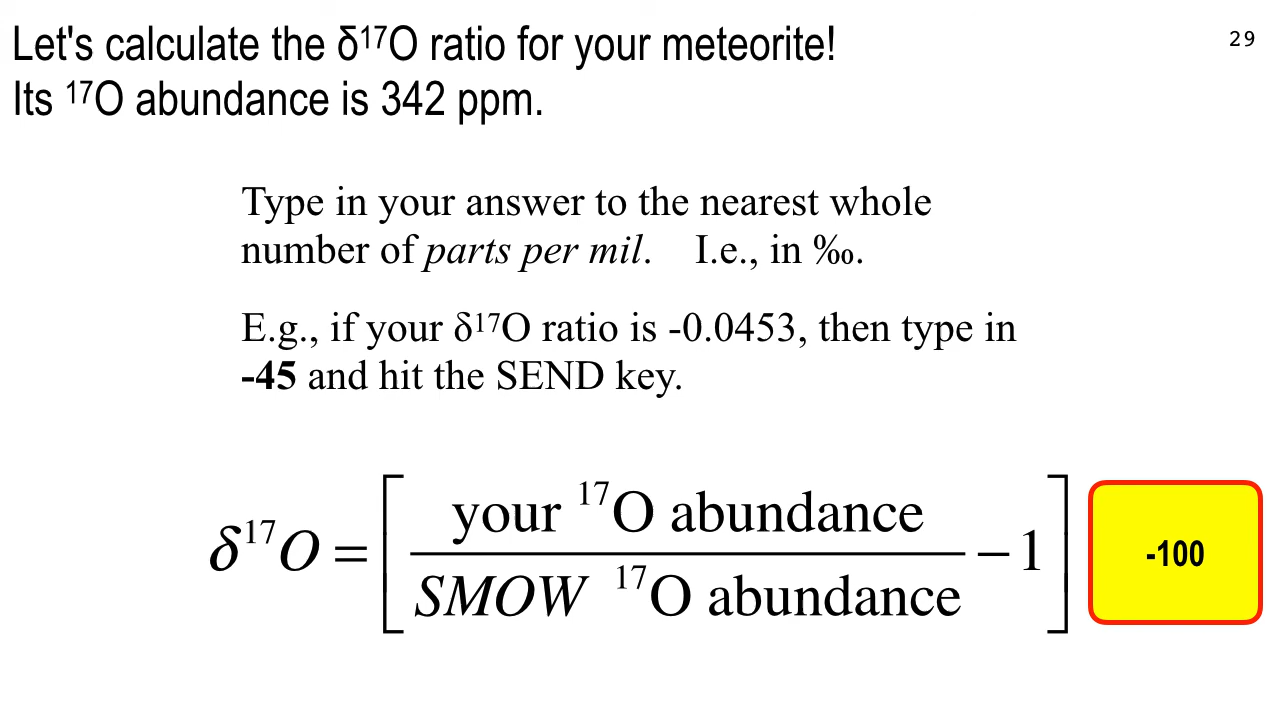 Let's calculate the δ¹⁷O ratio for your meteorite!
29
Its ¹⁷O abundance is 342 ppm.
Type in your answer to the nearest whole
number of parts per mil.    I.e., in ‰.
E.g., if your δ¹⁷O ratio is -0.0453, then type in
-45 and hit the SEND key.
δ¹⁷O = [ your ¹⁷O abundance / SMOW ¹⁷O abundance − 1 ]
-100